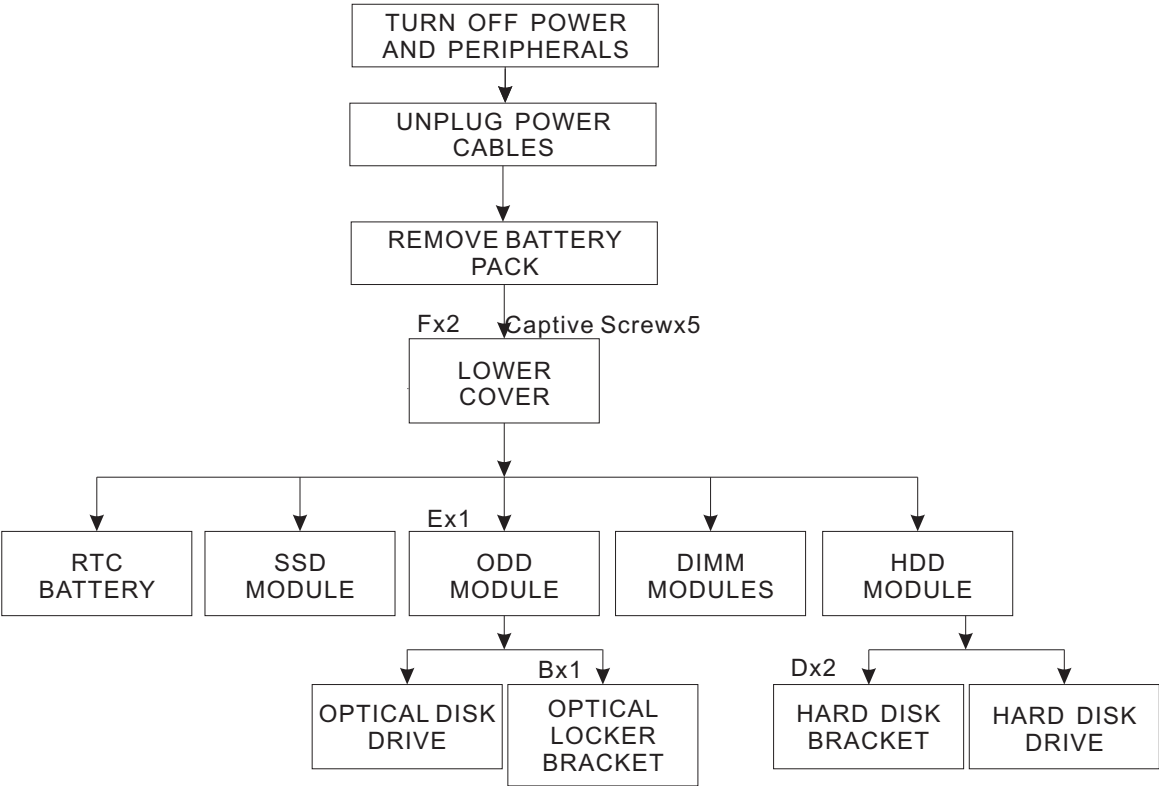 TURN OFF POWER
AND PERIPHERALS
UNPLUG POWER
CABLES
REMOVE BATTERY
PACK
Fx2
Captive Screwx5
LOWER
COVER
Ex1
RTC
BATTERY
SSD
MODULE
ODD
MODULE
DIMM
MODULES
HDD
MODULE
Bx1
Dx2
OPTICAL DISK
DRIVE
OPTICAL
LOCKER
BRACKET
HARD DISK
BRACKET
HARD DISK
DRIVE